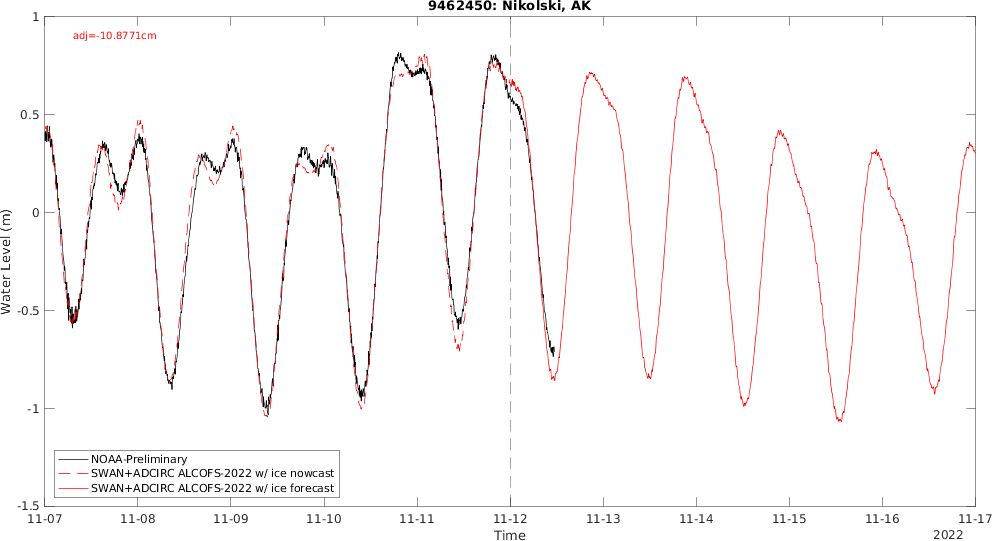 9462450: Nikolski, AK
adj=-10.8771cm
1
0.5
0
-0.5
-1
-1.5
Water Level (m)
NOAA-Preliminary
SWAN+ADCIRC ALCOFS-2022 w/ ice nowcast
SWAN+ADCIRC ALCOFS-2022 w/ ice forecast
11-07 11-08 11-09 11-10 11-11 11-12 11-13 11-14 11-15 11-16 11-17
Time
2022